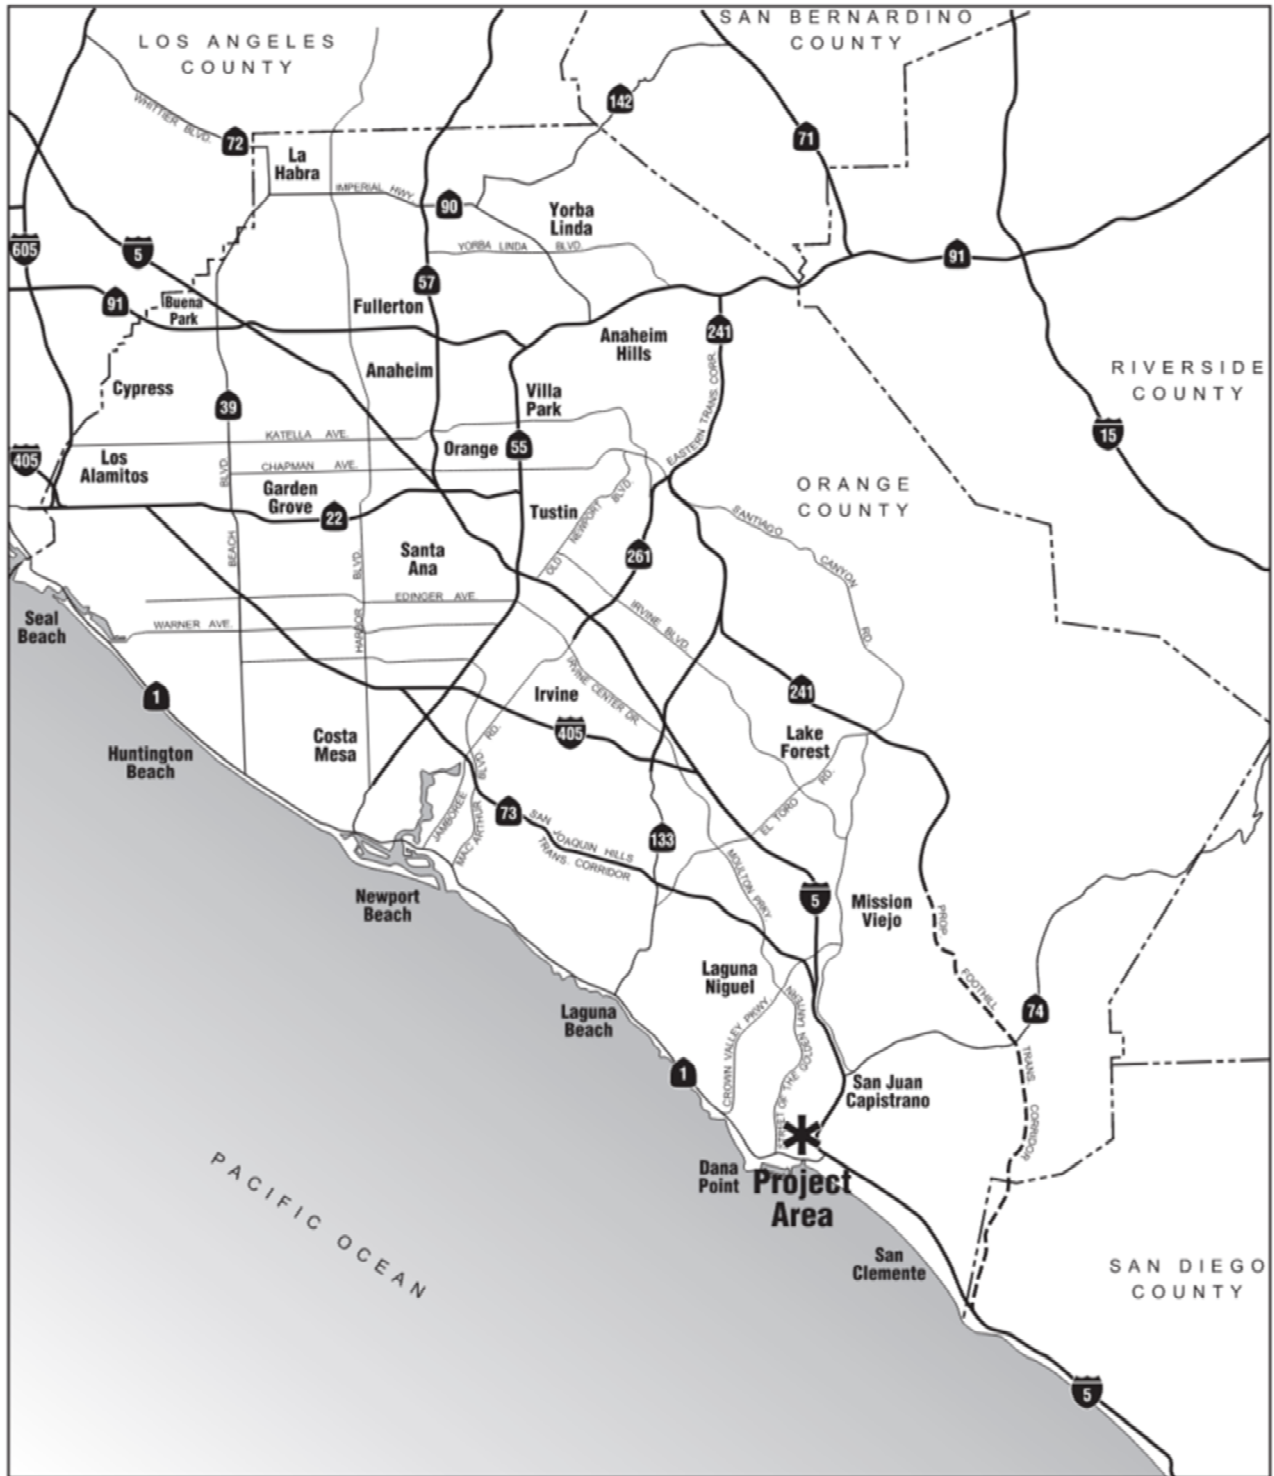 SAN BERNARDINO
COUNTY
LOS ANGELES
COUNTY
142
WHITTIER BLVD.
72
71
La
Habra
IMPERIAL HWY
90
Yorba
Linda
YORBA LINDA BLVD.
605
5
91
57
91
Buena
Park
Fullerton
241
Anaheim
Hills
Anaheim
EASTERN TRANS. CORR.
RIVERSIDE
COUNTY
Cypress
Villa
Park
39
KATELLA AVE.
Orange
55
15
405
Los
Alamitos
BLVD.
CHAPMAN AVE.
Garden
Grove
22
ORANGE
COUNTY
Tustin
OLD NEWPORT BLVD.
SANTIAGO CANYON RD.
BEACH
HARBOR BLVD.
Santa
Ana
261
EDINGER AVE.
IRVINE BLVD.
Seal
Beach
WARNER AVE.
IRVINE CENTER DR.
1
Irvine
241
405
Huntington
Beach
Costa
Mesa
Lake
Forest
JAMBOREE RD.
MAC ARTHUR BLVD.
73
SAN JOAQUIN HILLS
TRANS. CORRIDOR
133
EL TORO RD.
MOULTON PRKY
Newport
Beach
5
Mission
Viejo
PROP FOOTHILL TRANS CORRIDOR
Laguna
Niguel
Laguna
Beach
CROWN VALLEY PKWY.
STREET OF THE GOLDEN LANTERN
74
1
San Juan
Capistrano
Dana
Point
Project
Area
PACIFIC OCEAN
San
Clemente
SAN DIEGO
COUNTY
5